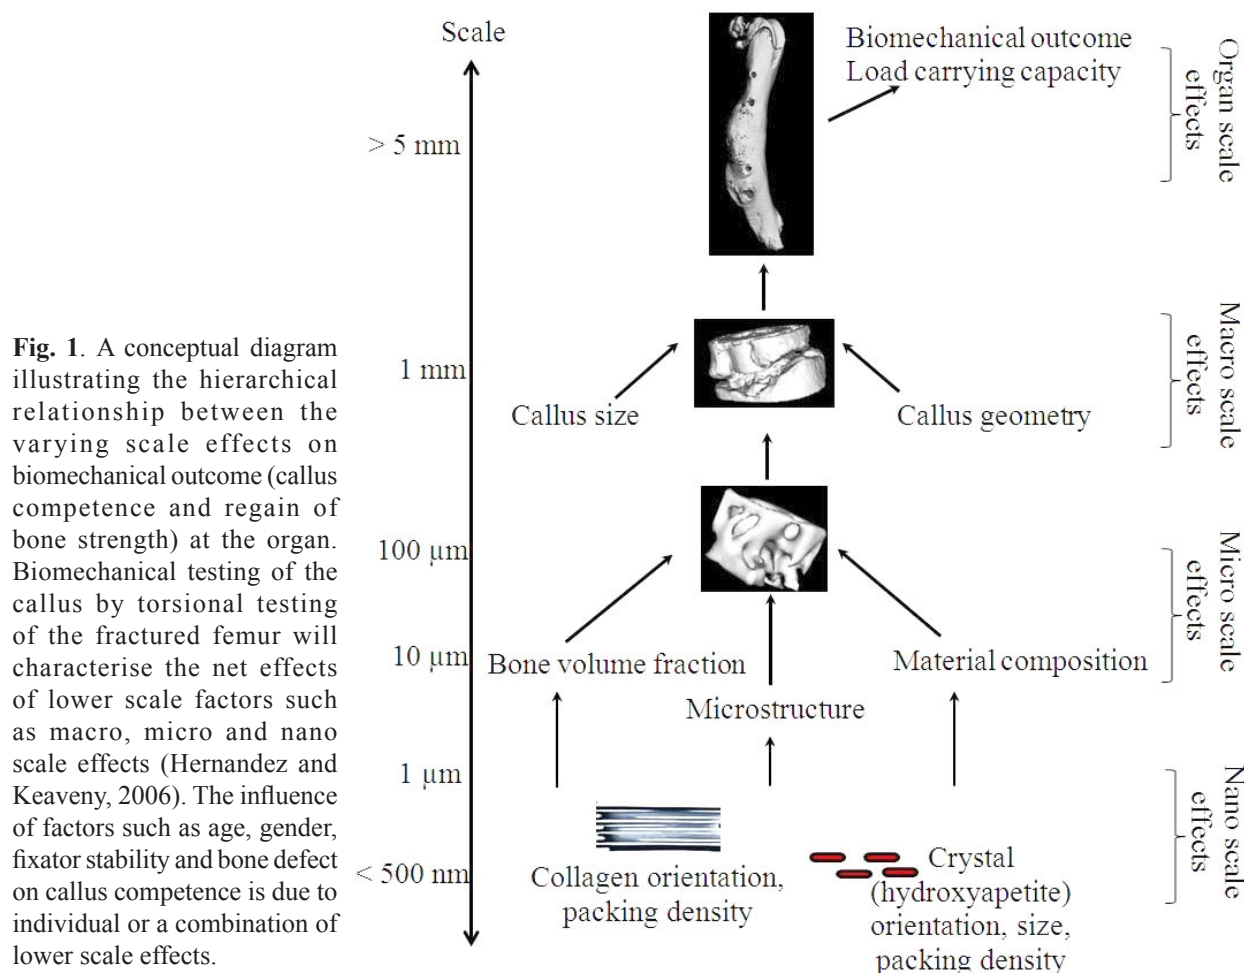 Fig. 1. A conceptual diagram
illustrating the hierarchical
relationship between the
varying scale effects on
biomechanical outcome (callus
competence and regain of
bone strength) at the organ.
Biomechanical testing of the
callus by torsional testing
of the fractured femur will
characterise the net effects
of lower scale factors such
as macro, micro and nano
scale effects (Hernandez and
Keaveny, 2006). The influence
of factors such as age, gender,
fixator stability and bone defect
on callus competence is due to
individual or a combination of
lower scale effects.
Scale
> 5 mm
1 mm
100 µm
10 µm
1 µm
< 500 nm
Biomechanical outcome
Load carrying capacity
Callus size
Callus geometry
Bone volume fraction
Microstructure
Material composition
Collagen orientation,
packing density
Crystal
(hydroxyapetite)
orientation, size,
packing density
Organ scale
effects
Macro scale
effects
Micro scale
effects
Nano scale
effects